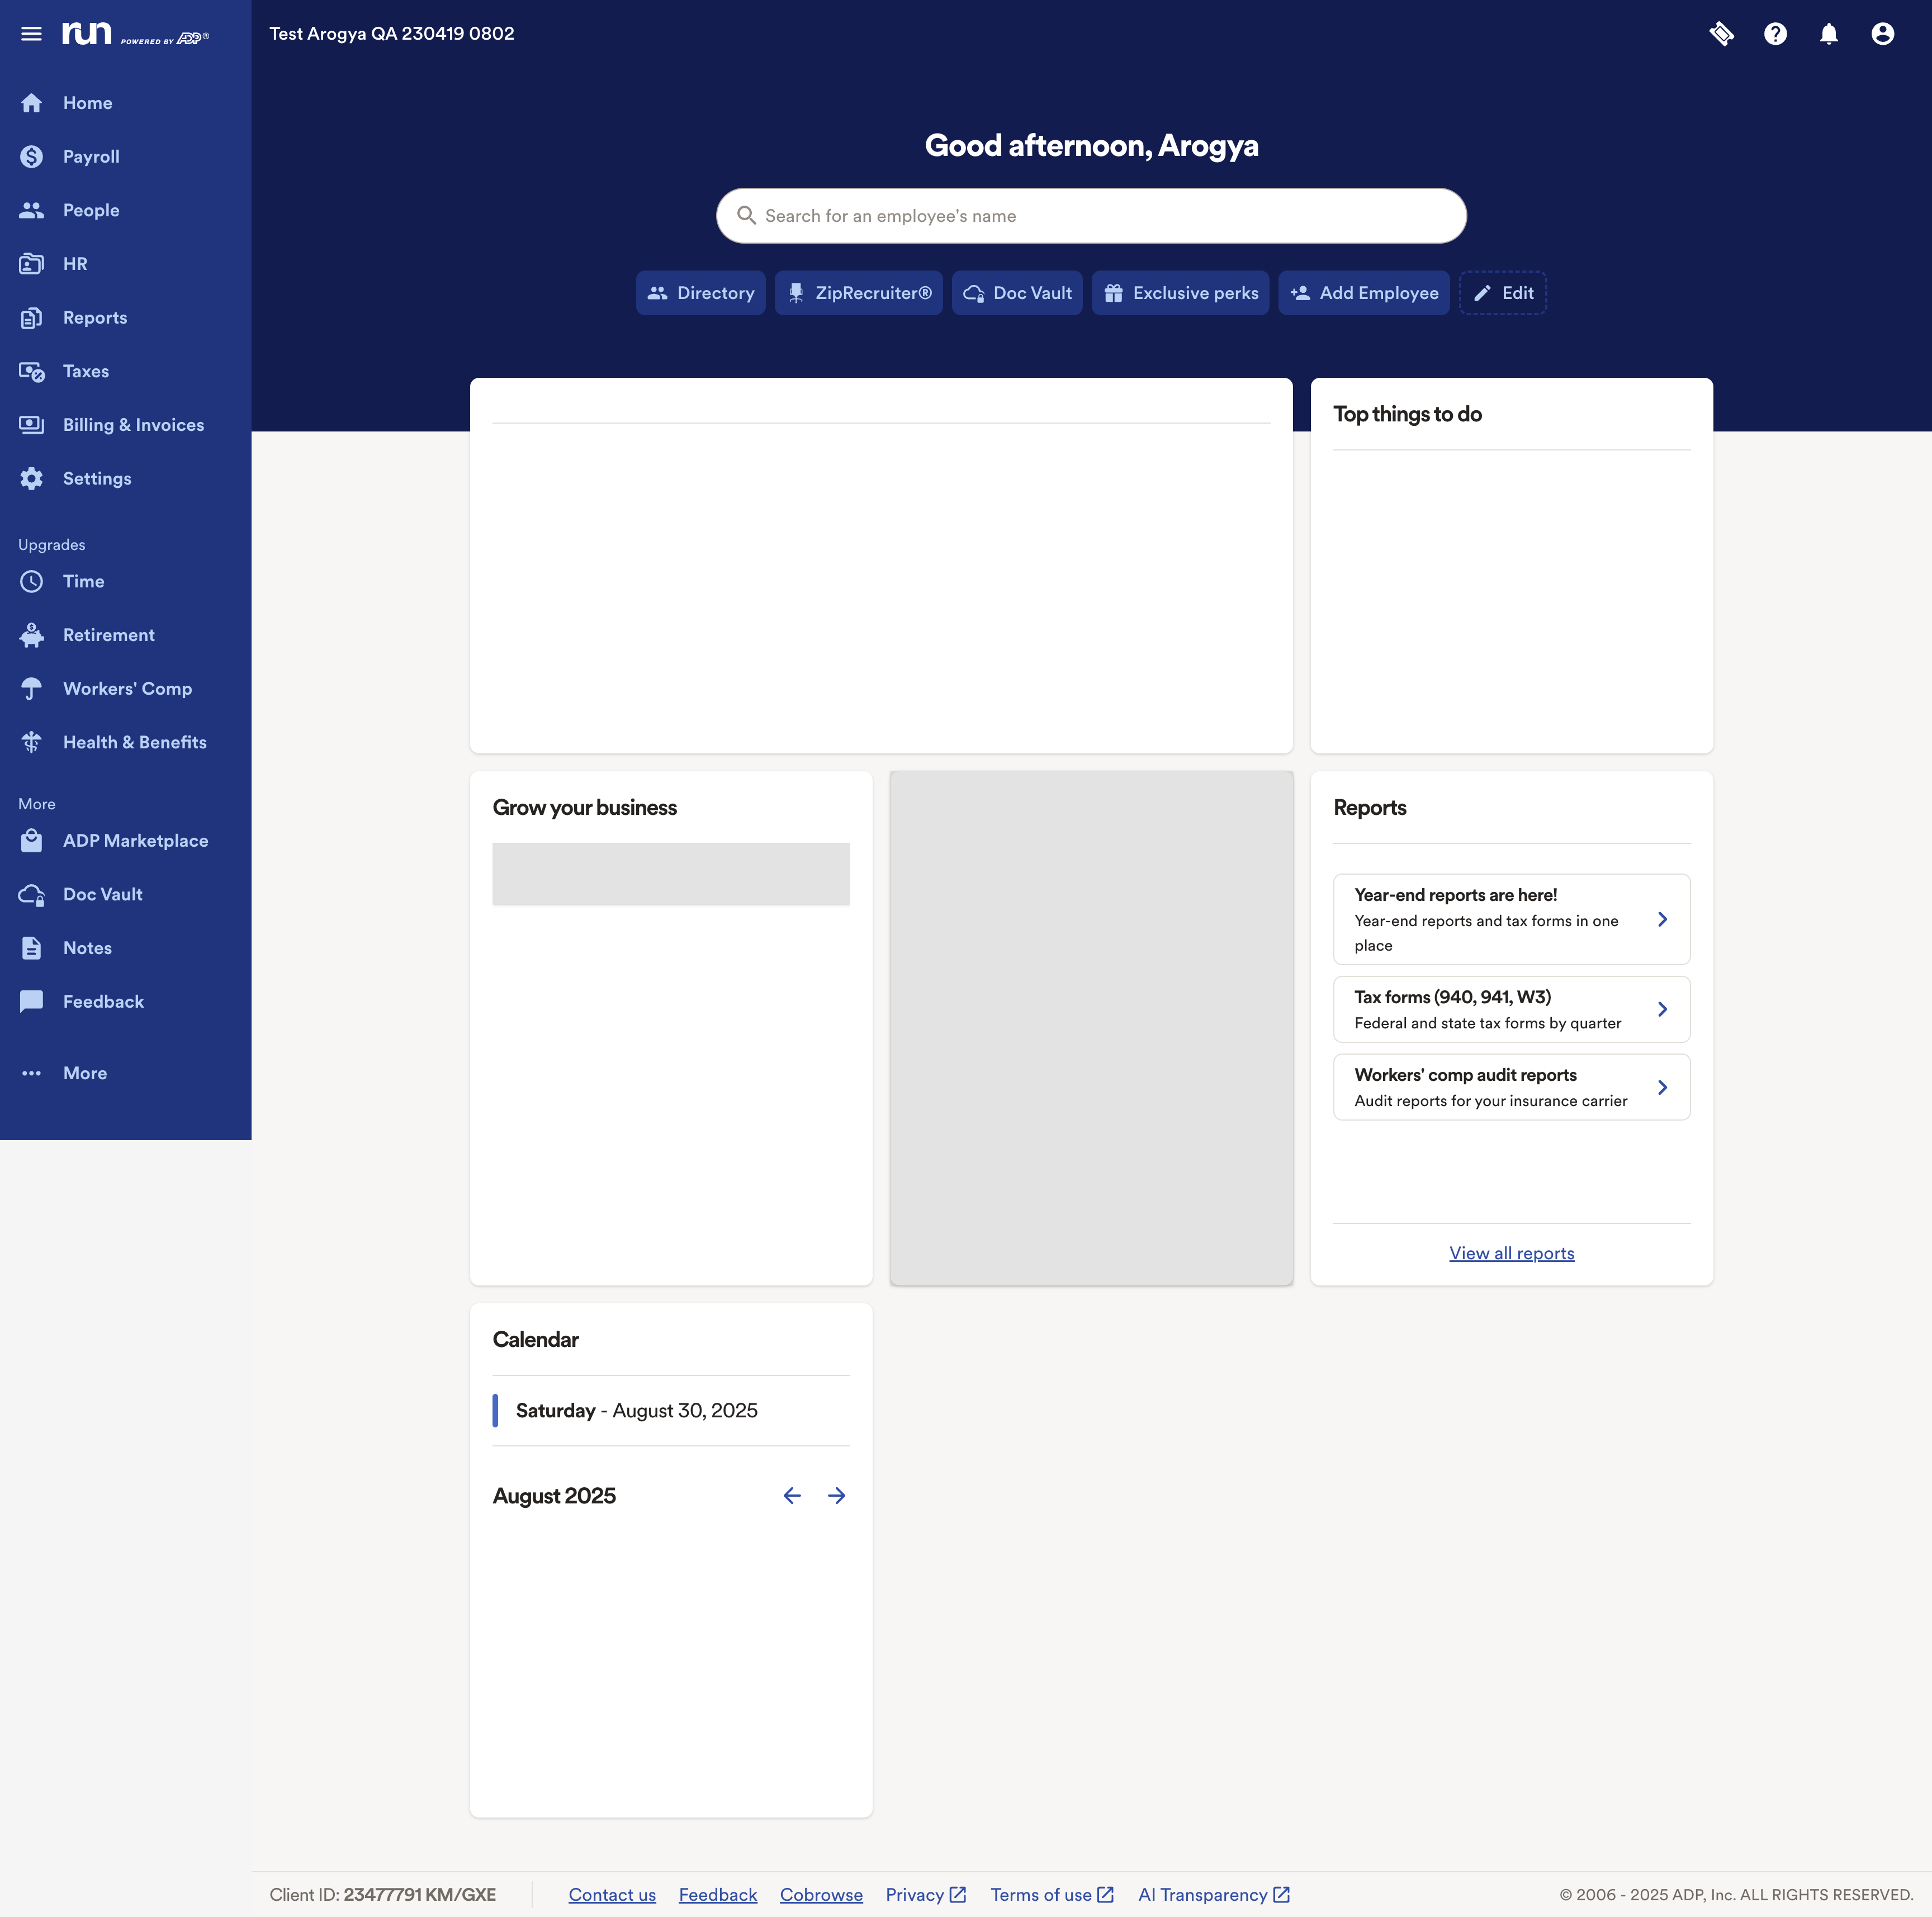 run POWERED BY ADP®
Test Arogya QA 230419 0802
Home
Payroll
People
HR
Reports
Taxes
Billing & Invoices
Settings
Upgrades
Time
Retirement
Workers' Comp
Health & Benefits
More
ADP Marketplace
Doc Vault
Notes
Feedback
More
Good afternoon, Arogya
Search for an employee's name
Directory
ZipRecruiter®
Doc Vault
Exclusive perks
Add Employee
Edit
Top things to do
Grow your business
Reports
Year-end reports are here!
Year-end reports and tax forms in one
place
Tax forms (940, 941, W3)
Federal and state tax forms by quarter
Workers' comp audit reports
Audit reports for your insurance carrier
View all reports
Calendar
Saturday - August 30, 2025
August 2025
Client ID: 23477791 KM/GXE
Contact us
Feedback
Cobrowse
Privacy
Terms of use
AI Transparency
© 2006 - 2025 ADP, Inc. ALL RIGHTS RESERVED.